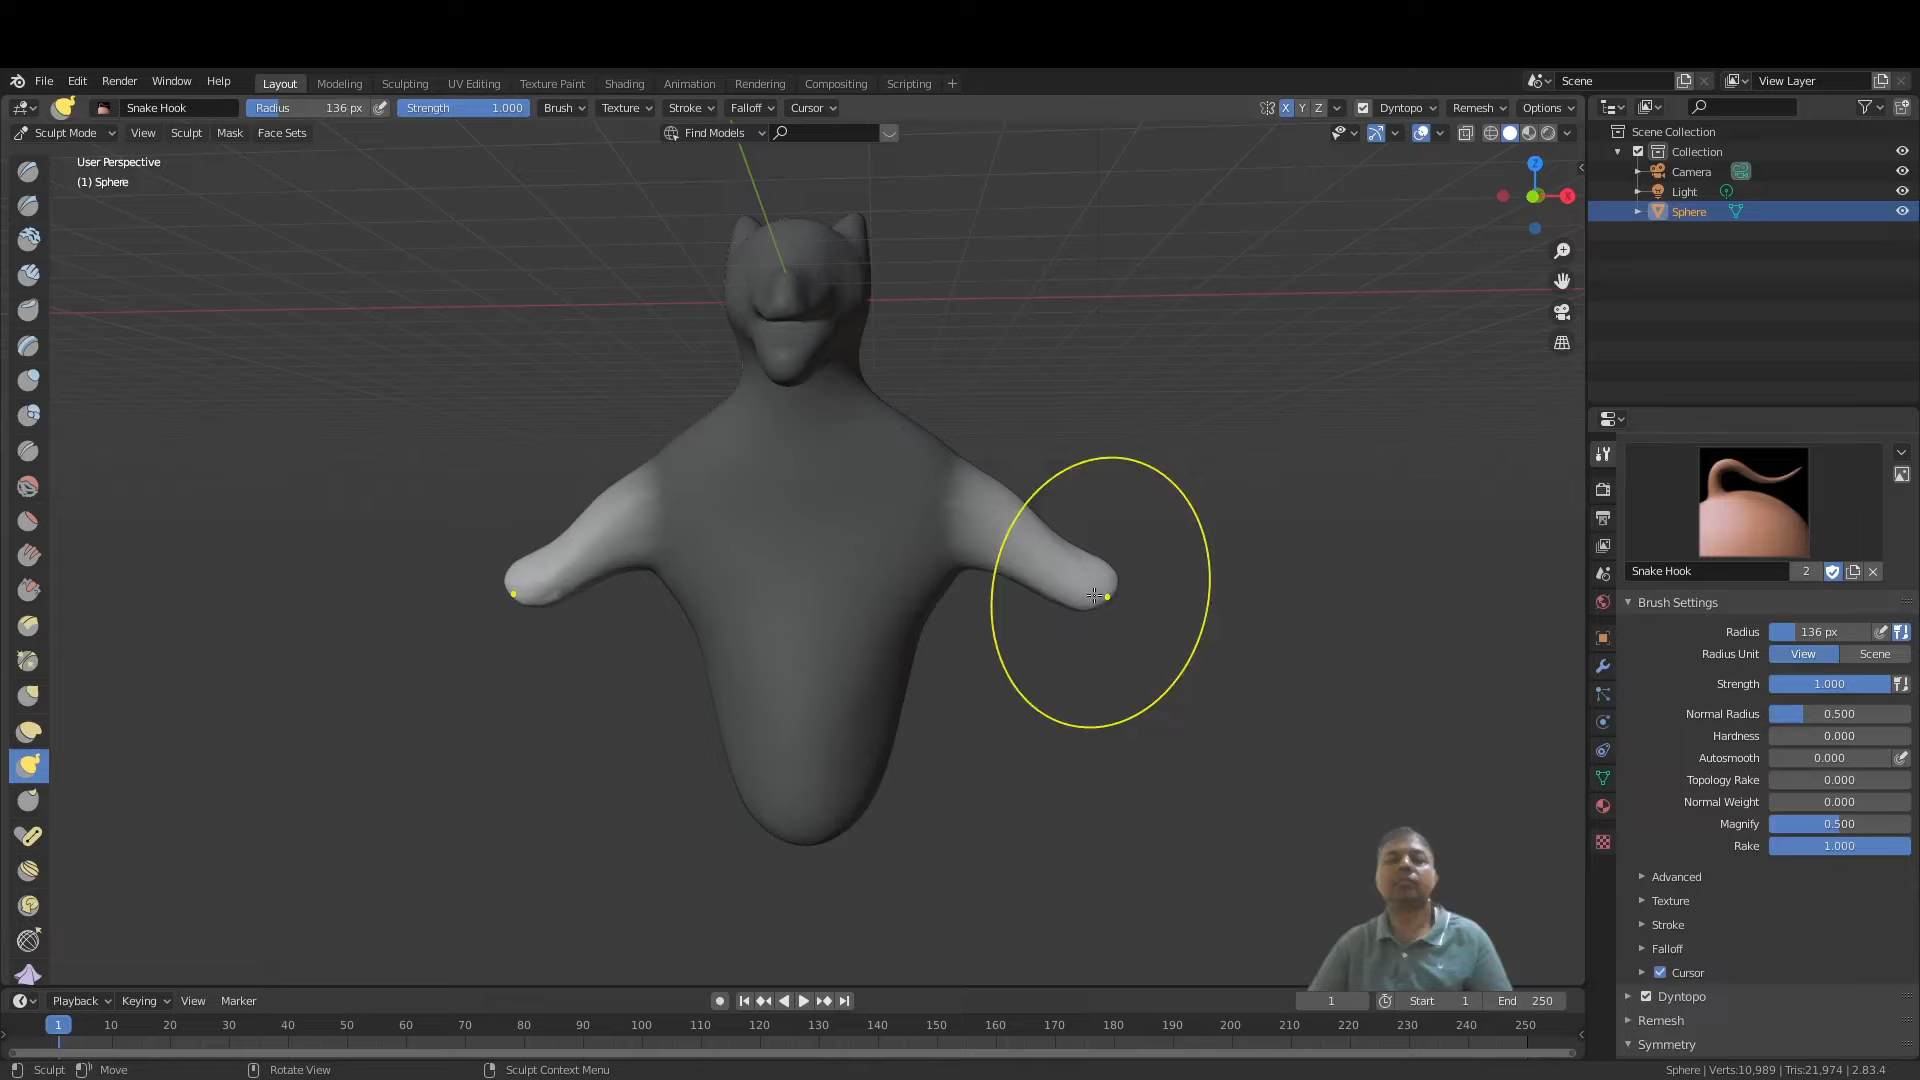 File Edit Render Window Help
Layout Modeling Sculpting UV Editing Texture Paint Shading Animation Rendering Compositing Scripting +
Scene
View Layer
Snake Hook
Radius 136 px
Strength 1.000
Brush Texture Stroke Falloff Cursor
X Y Z
Dyntopo Remesh Options
Sculpt Mode View Sculpt Mask Face Sets
Find Models
User Perspective
(1) Sphere
Z
X
Scene Collection
Collection
Camera
Light
Sphere
Snake Hook 2
Brush Settings
Radius 136 px
Radius Unit View Scene
Strength 1.000
Normal Radius 0.500
Hardness 0.000
Autosmooth 0.000
Topology Rake 0.000
Normal Weight 0.000
Magnify 0.500
Rake 1.000
Advanced
Texture
Stroke
Falloff
Cursor
Dyntopo
Remesh
Symmetry
Playback Keying View Marker
1 Start 1 End 250
1 10 20 30 40 50 60 70 80 90 100 110 120 130 140 150 160 170 180 190 200 210 220 230 240 250
Sculpt Move Rotate View Sculpt Context Menu
Sphere | Verts:10,989 | Tris:21,974 | 2.83.4